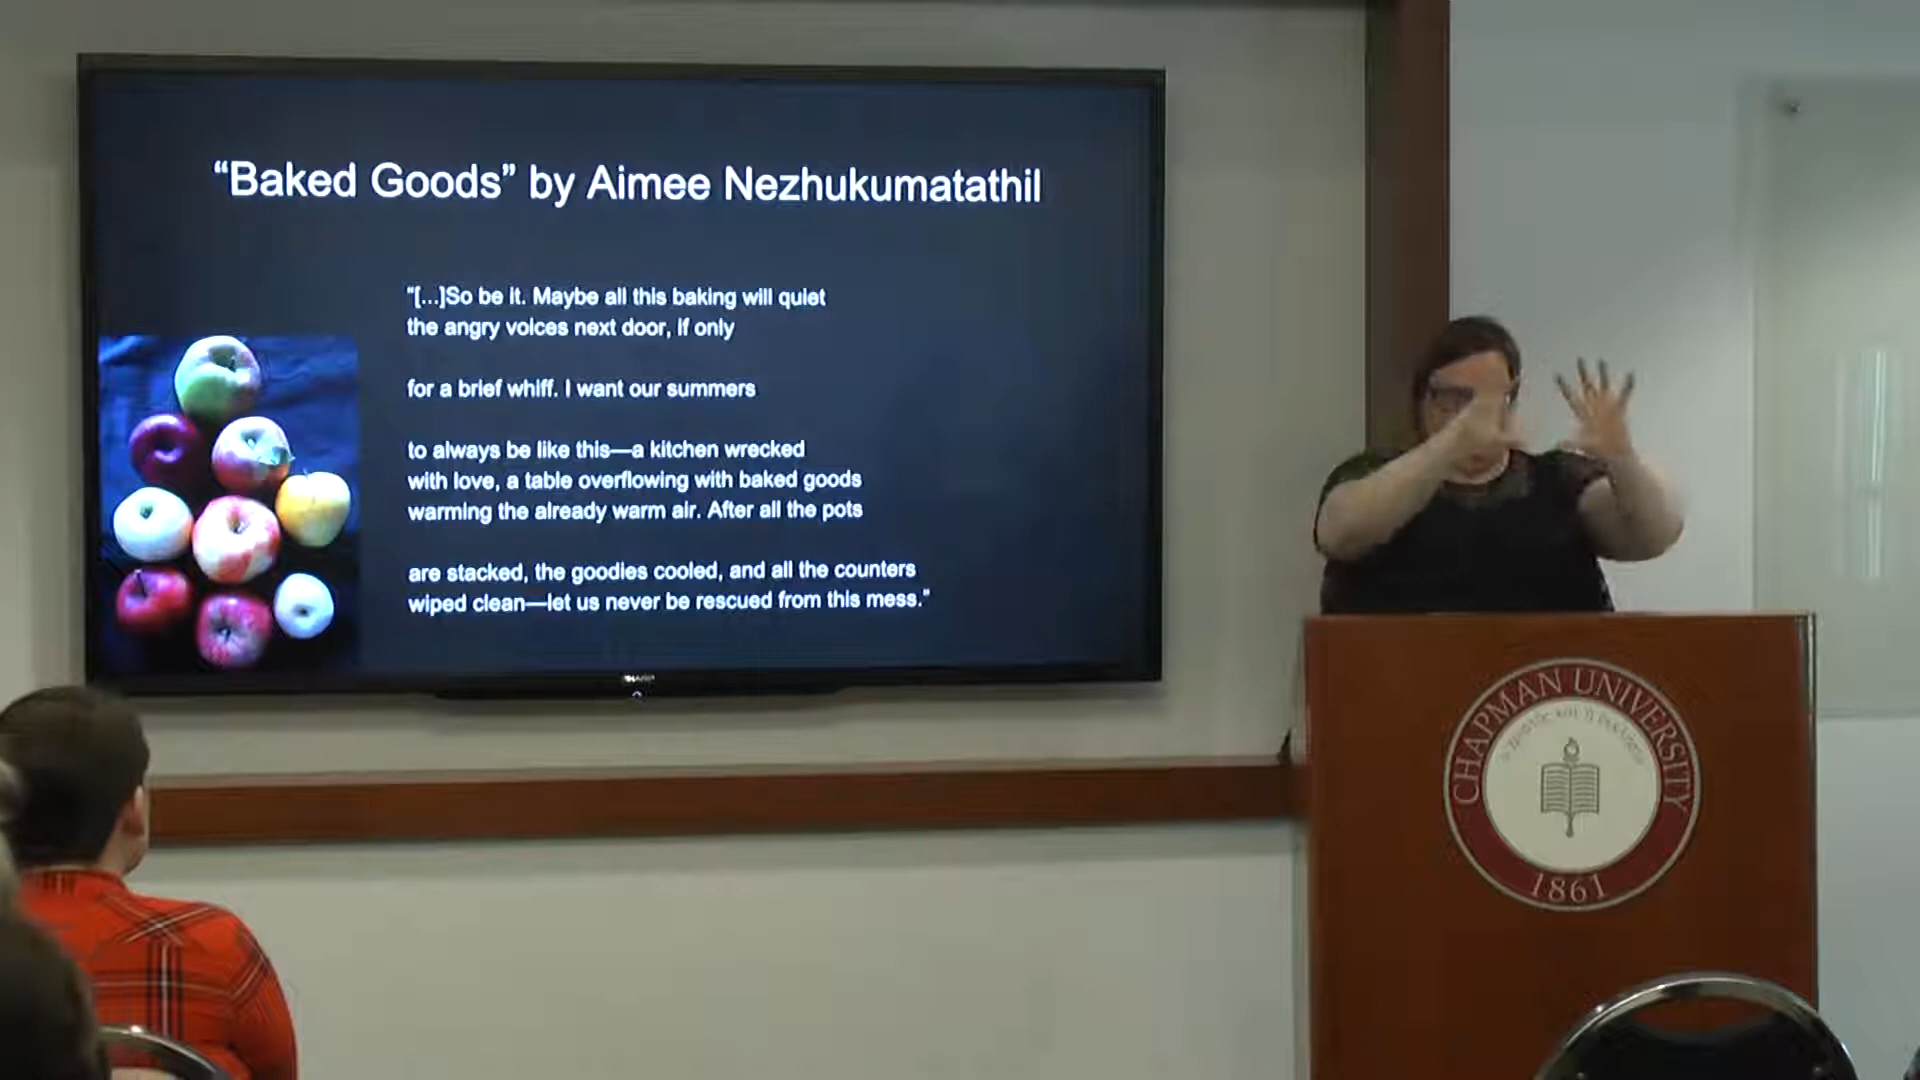 “Baked Goods” by Aimee Nezhukumatathil
“[...]So be it. Maybe all this baking will quiet
the angry voices next door, if only
for a brief whiff. I want our summers
to always be like this—a kitchen wrecked
with love, a table overflowing with baked goods
warming the already warm air. After all the pots
are stacked, the goodies cooled, and all the counters
wiped clean—let us never be rescued from this mess.”
SHARP
CHAPMAN UNIVERSITY
1861